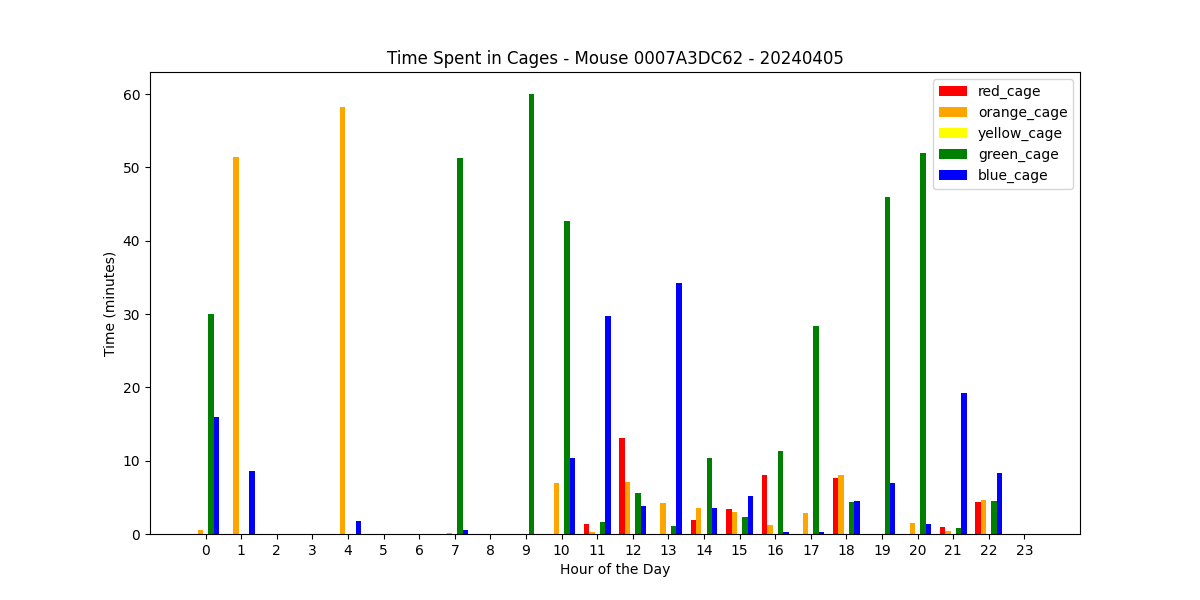 Time Spent in Cages - Mouse 0007A3DC62 - 20240405
red_cage
orange_cage
yellow_cage
green_cage
blue_cage
Time (minutes)
60
50
40
30
20
10
0
0 1 2 3 4 5 6 7 8 9 10 11 12 13 14 15 16 17 18 19 20 21 22 23
Hour of the Day